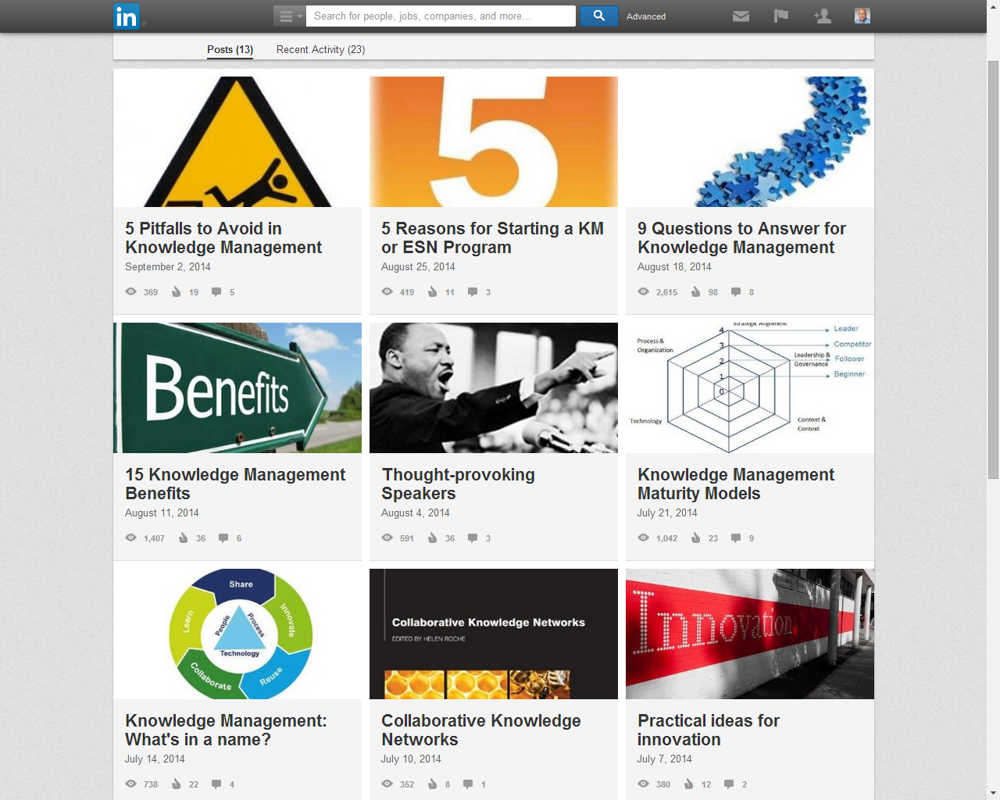 in
Search for people, jobs, companies, and more...
Advanced
Posts (13)
Recent Activity (23)
5
5 Pitfalls to Avoid in
Knowledge Management
September 2, 2014
369 19 5
5 Reasons for Starting a KM
or ESN Program
August 25, 2014
419 11 3
9 Questions to Answer for
Knowledge Management
August 18, 2014
2,615 98 8
Benefits
15 Knowledge Management
Benefits
August 11, 2014
1,407 36 6
Thought-provoking
Speakers
August 4, 2014
591 36 3
Strategic Alignment
4
3
2
1
0
Leader
Competitor
Follower
Beginner
Process &
Organization
Leadership &
Governance
Technology
Content &
Context
Knowledge Management
Maturity Models
July 21, 2014
1,042 23 9
Share
Innovate
Reuse
Collaborate
Learn
People
Process
Technology
Knowledge Management:
What's in a name?
July 14, 2014
738 22 4
Collaborative Knowledge Networks
EDITED BY HELEN ROCHE
Collaborative Knowledge
Networks
July 10, 2014
352 8 1
Innovation
Practical ideas for
innovation
July 7, 2014
380 12 2